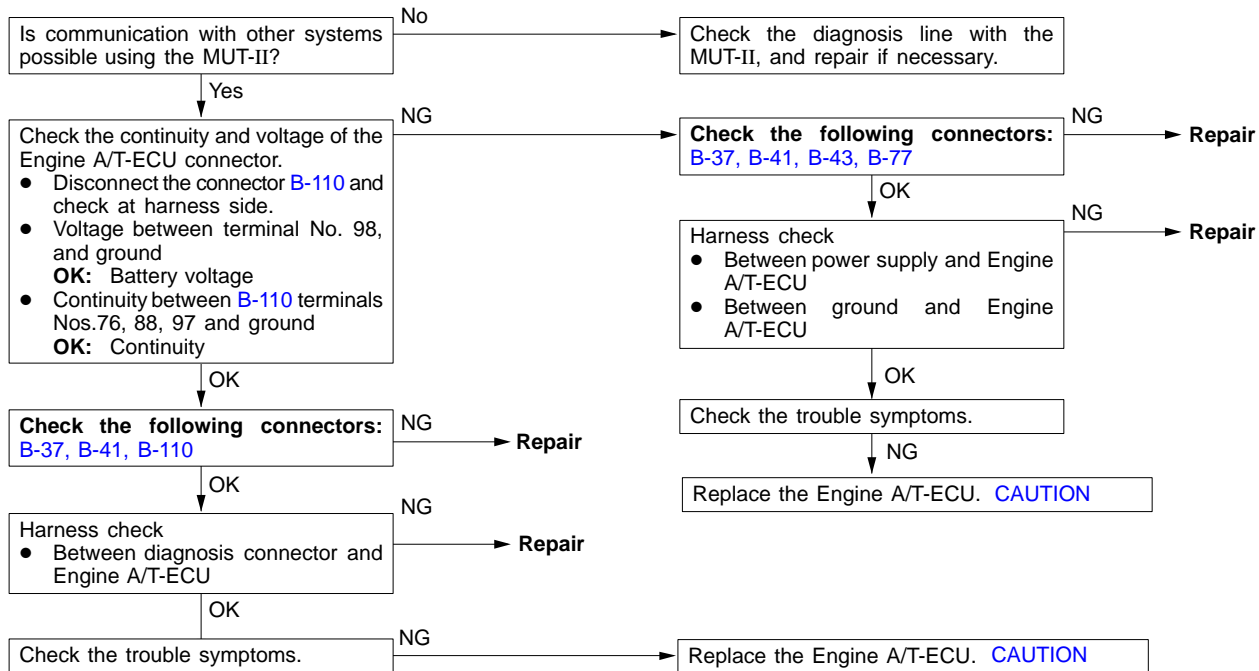 Is communication with other systems
possible using the MUT-II?
No
Check the diagnosis line with the
MUT-II, and repair if necessary.
Yes
Check the continuity and voltage of the
Engine A/T-ECU connector.
● Disconnect the connector B-110 and
check at harness side.
● Voltage between terminal No. 98,
and ground
OK: Battery voltage
● Continuity between B-110 terminals
Nos.76, 88, 97 and ground
OK: Continuity
NG
Check the following connectors:
B-37, B-41, B-43, B-77
NG
Repair
OK
Harness check
● Between power supply and Engine
A/T-ECU
● Between ground and Engine
A/T-ECU
NG
Repair
OK
Check the trouble symptoms.
NG
Replace the Engine A/T-ECU. CAUTION
OK
Check the following connectors:
B-37, B-41, B-110
NG
Repair
OK
Harness check
● Between diagnosis connector and
Engine A/T-ECU
NG
Repair
OK
Check the trouble symptoms.
NG
Replace the Engine A/T-ECU. CAUTION